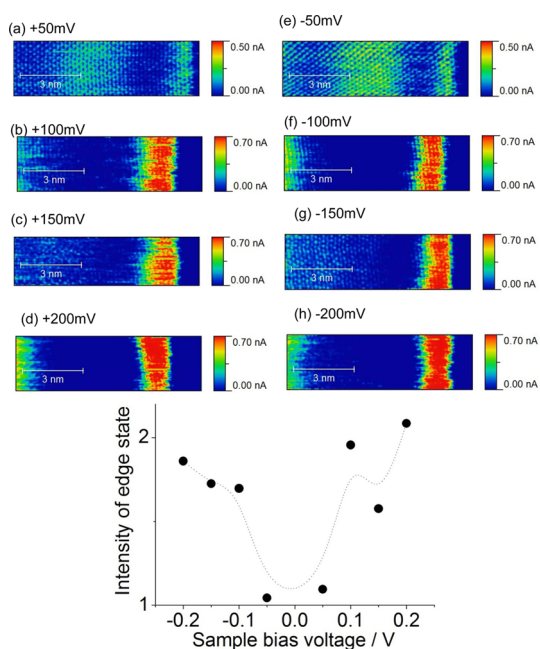 (a) +50mV
0.50 nA
0.00 nA
3 nm
(e) -50mV
0.50 nA
0.00 nA
3 nm
(b) +100mV
0.70 nA
0.00 nA
3 nm
(f) -100mV
0.70 nA
0.00 nA
3 nm
(c) +150mV
0.70 nA
0.00 nA
3 nm
(g) -150mV
0.70 nA
0.00 nA
3 nm
(d) +200mV
0.70 nA
0.00 nA
3 nm
(h) -200mV
0.70 nA
0.00 nA
3 nm
Intensity of edge state
2
1
-0.2 -0.1 0.0 0.1 0.2
Sample bias voltage / V